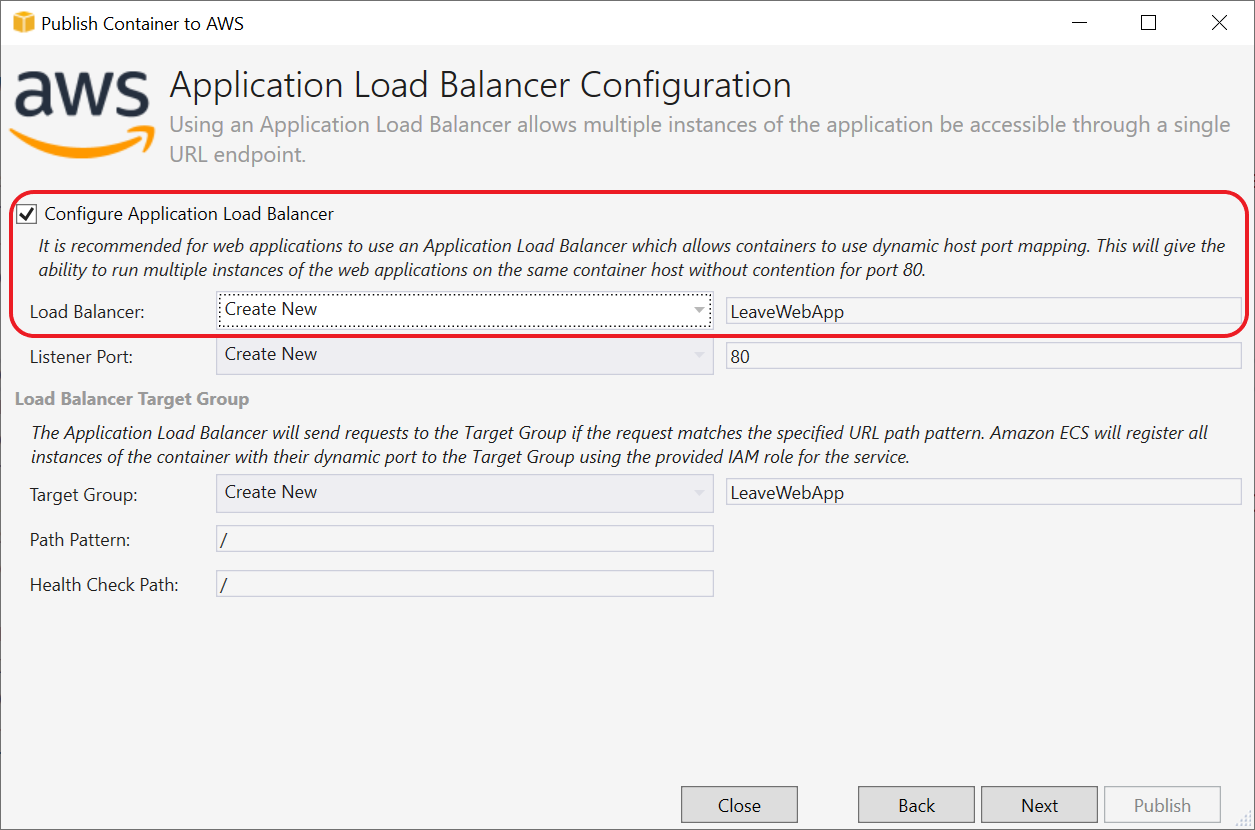 Publish Container to AWS
aws
Application Load Balancer Configuration
Using an Application Load Balancer allows multiple instances of the application be accessible through a single
URL endpoint.
Configure Application Load Balancer
It is recommended for web applications to use an Application Load Balancer which allows containers to use dynamic host port mapping. This will give the
ability to run multiple instances of the web applications on the same container host without contention for port 80.
Load Balancer: Create New LeaveWebApp
Listener Port: Create New 80
Load Balancer Target Group
The Application Load Balancer will send requests to the Target Group if the request matches the specified URL path pattern. Amazon ECS will register all
instances of the container with their dynamic port to the Target Group using the provided IAM role for the service.
Target Group: Create New LeaveWebApp
Path Pattern: /
Health Check Path: /
Close Back Next Publish